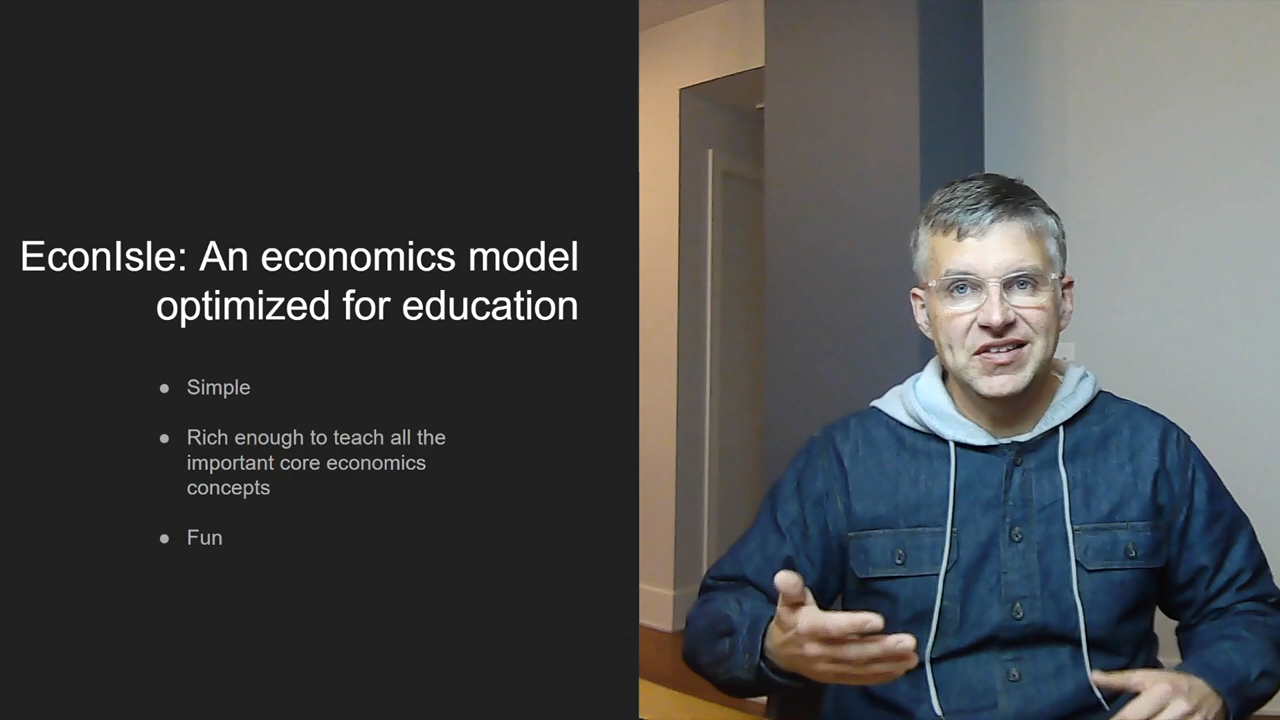 EconIsle: An economics model
optimized for education
● Simple
● Rich enough to teach all the
important core economics
concepts
● Fun